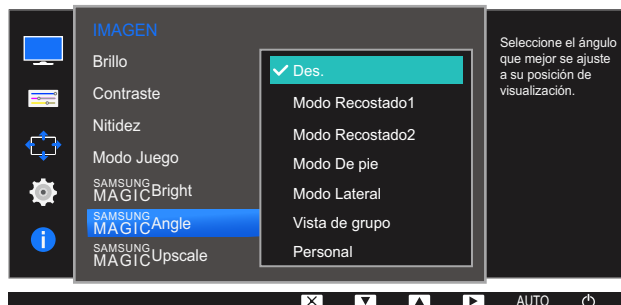 IMAGEN
Brillo
Contraste
Nitidez
Modo Juego
SAMSUNG
MAGICBright
SAMSUNG
MAGICAngle
SAMSUNG
MAGICUpscale
Des.
Modo Recostado1
Modo Recostado2
Modo De pie
Modo Lateral
Vista de grupo
Personal
Seleccione el ángulo
que mejor se ajuste
a su posición de
visualización.
AUTO